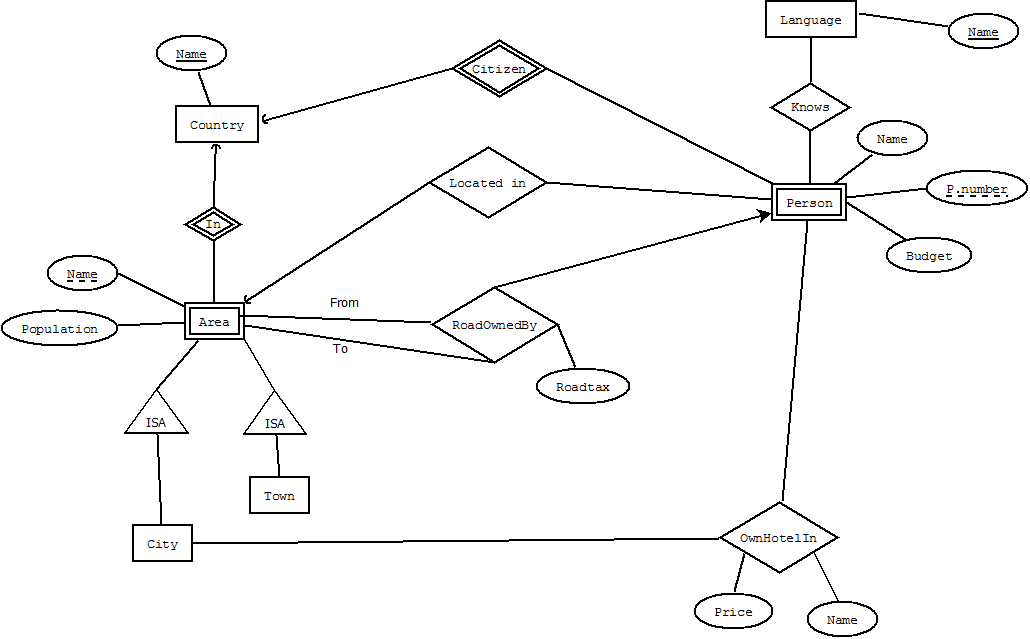 Language
Name
Name
Citizen
Country
Knows
Name
Located in
P.number
Person
In
Budget
Name
From
Area
Population
RoadOwnedBy
To
Roadtax
ISA
ISA
Town
City
OwnHotelIn
Price
Name